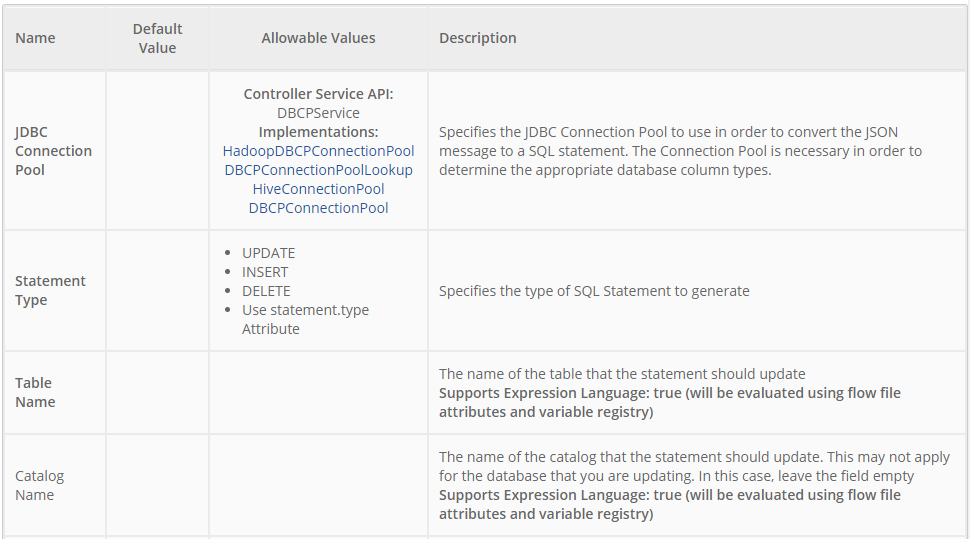 Name
Default
Value
Allowable Values
Description
JDBC
Connection
Pool
Controller Service API:
DBCPService
Implementations:
HadoopDBCPConnectionPool
DBCPConnectionPoolLookup
HiveConnectionPool
DBCPConnectionPool
Specifies the JDBC Connection Pool to use in order to convert the JSON
message to a SQL statement. The Connection Pool is necessary in order to
determine the appropriate database column types.
Statement
Type
• UPDATE
• INSERT
• DELETE
• Use statement.type
Attribute
Specifies the type of SQL Statement to generate
Table
Name
The name of the table that the statement should update
Supports Expression Language: true (will be evaluated using flow file
attributes and variable registry)
Catalog
Name
The name of the catalog that the statement should update. This may not apply
for the database that you are updating. In this case, leave the field empty
Supports Expression Language: true (will be evaluated using flow file
attributes and variable registry)